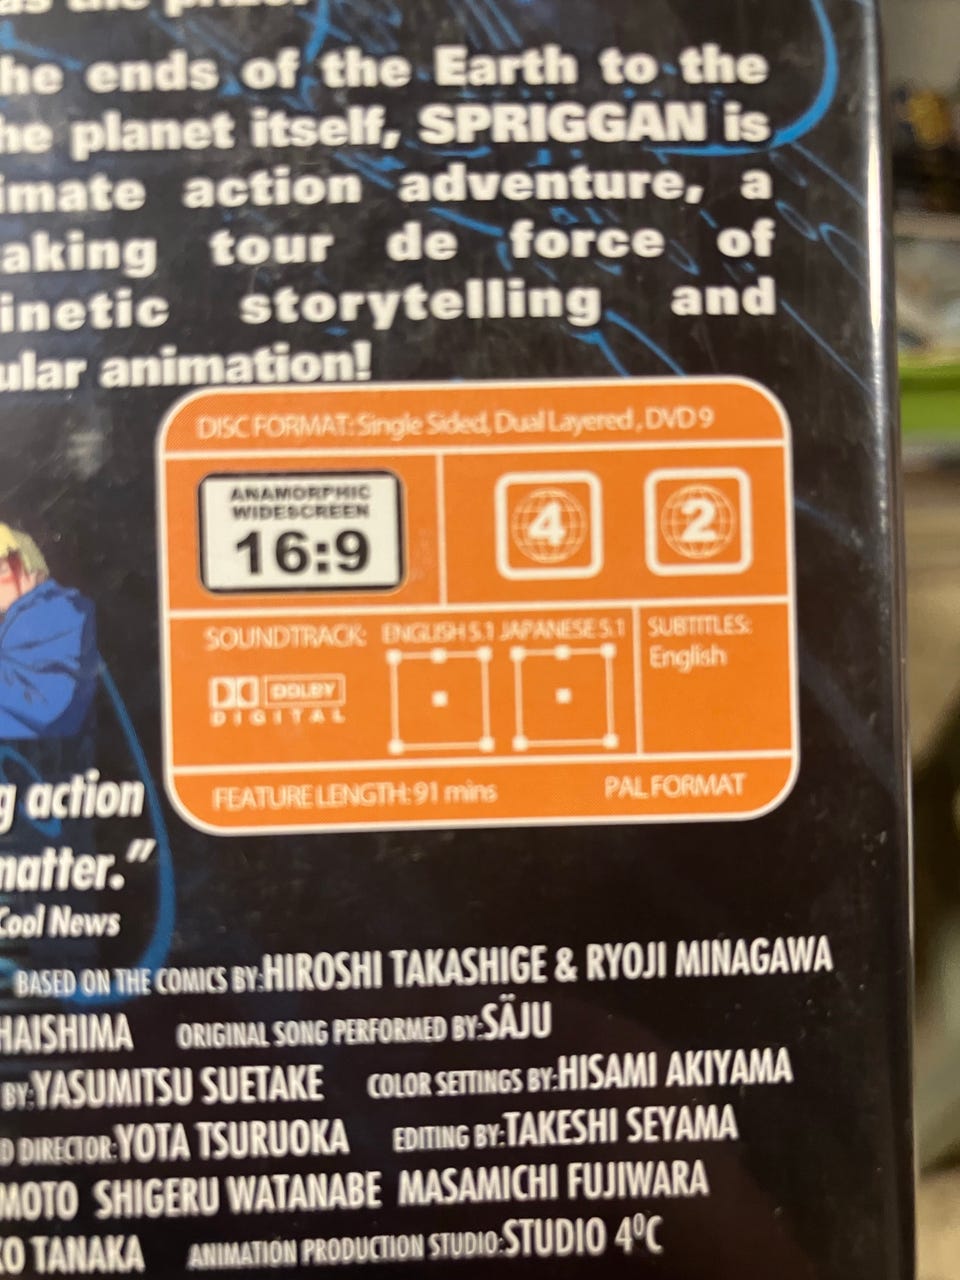 as the prize.
he ends of the Earth to the
he planet itself, SPRIGGAN is
imate action adventure, a
aking tour de force of
inetic storytelling and
ular animation!
DISC FORMAT: Single Sided, Dual Layered, DVD 9
ANAMORPHIC
WIDESCREEN
16:9
4 2
SOUNDTRACK: ENGLISH 5.1 JAPANESE 5.1
DOLBY
DIGITAL
SUBTITLES:
English
FEATURE LENGTH: 91 mins PAL FORMAT
g action
matter."
Cool News
BASED ON THE COMICS BY: HIROSHI TAKASHIGE & RYOJI MINAGAWA
HAISHIMA ORIGINAL SONG PERFORMED BY: SÄJU
BY: YASUMITSU SUETAKE COLOR SETTINGS BY: HISAMI AKIYAMA
D DIRECTOR: YOTA TSURUOKA EDITING BY: TAKESHI SEYAMA
MOTO SHIGERU WATANABE MASAMICHI FUJIWARA
KO TANAKA ANIMATION PRODUCTION STUDIO: STUDIO 4°C